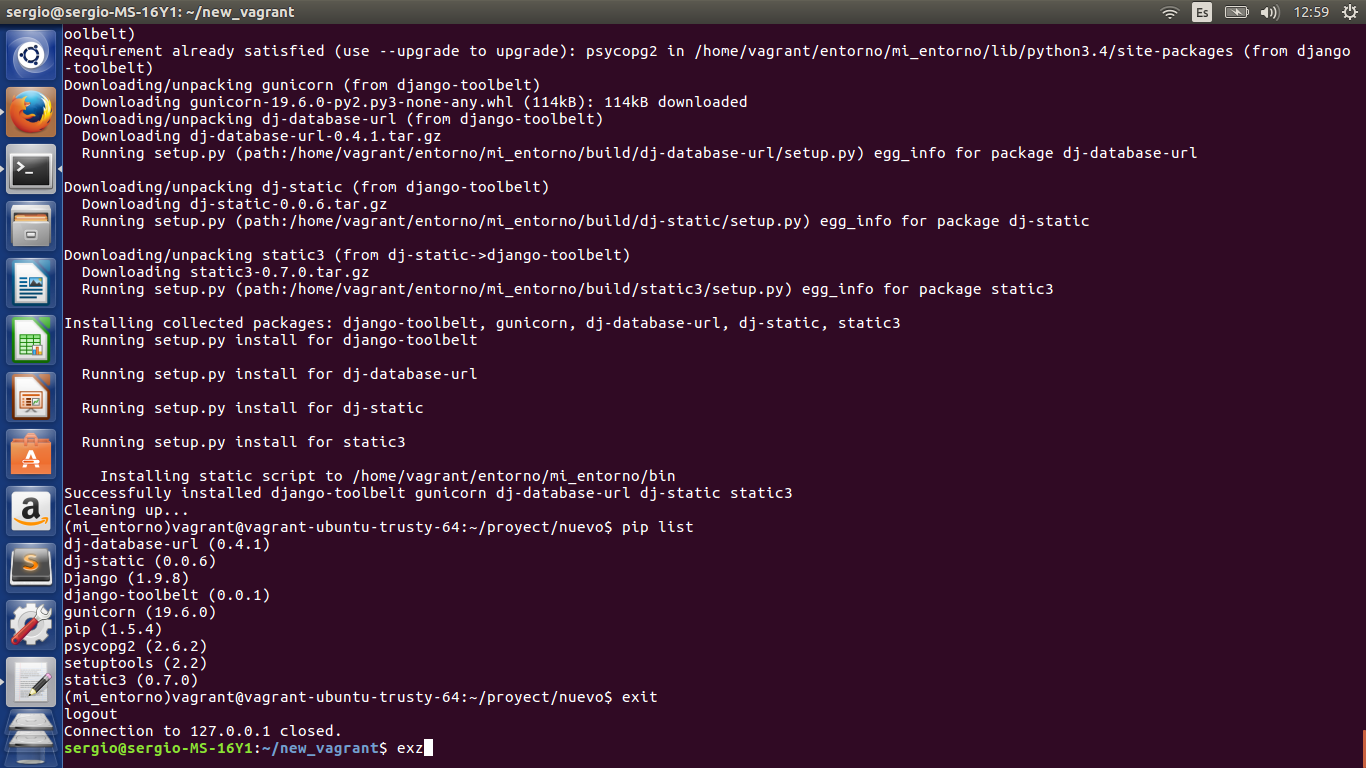 sergio@sergio-MS-16Y1: ~/new_vagrant
Es
12:59
oolbelt)
Requirement already satisfied (use --upgrade to upgrade): psycopg2 in /home/vagrant/entorno/mi_entorno/lib/python3.4/site-packages (from django
-toolbelt)
Downloading/unpacking gunicorn (from django-toolbelt)
  Downloading gunicorn-19.6.0-py2.py3-none-any.whl (114kB): 114kB downloaded
Downloading/unpacking dj-database-url (from django-toolbelt)
  Downloading dj-database-url-0.4.1.tar.gz
  Running setup.py (path:/home/vagrant/entorno/mi_entorno/build/dj-database-url/setup.py) egg_info for package dj-database-url
Downloading/unpacking dj-static (from django-toolbelt)
  Downloading dj-static-0.0.6.tar.gz
  Running setup.py (path:/home/vagrant/entorno/mi_entorno/build/dj-static/setup.py) egg_info for package dj-static
Downloading/unpacking static3 (from dj-static->django-toolbelt)
  Downloading static3-0.7.0.tar.gz
  Running setup.py (path:/home/vagrant/entorno/mi_entorno/build/static3/setup.py) egg_info for package static3
Installing collected packages: django-toolbelt, gunicorn, dj-database-url, dj-static, static3
  Running setup.py install for django-toolbelt
  Running setup.py install for dj-database-url
  Running setup.py install for dj-static
  Running setup.py install for static3
    Installing static script to /home/vagrant/entorno/mi_entorno/bin
Successfully installed django-toolbelt gunicorn dj-database-url dj-static static3
Cleaning up...
(mi_entorno)vagrant@vagrant-ubuntu-trusty-64:~/proyect/nuevo$ pip list
dj-database-url (0.4.1)
dj-static (0.0.6)
Django (1.9.8)
django-toolbelt (0.0.1)
gunicorn (19.6.0)
pip (1.5.4)
psycopg2 (2.6.2)
setuptools (2.2)
static3 (0.7.0)
(mi_entorno)vagrant@vagrant-ubuntu-trusty-64:~/proyect/nuevo$ exit
logout
Connection to 127.0.0.1 closed.
sergio@sergio-MS-16Y1:~/new_vagrant$ exz